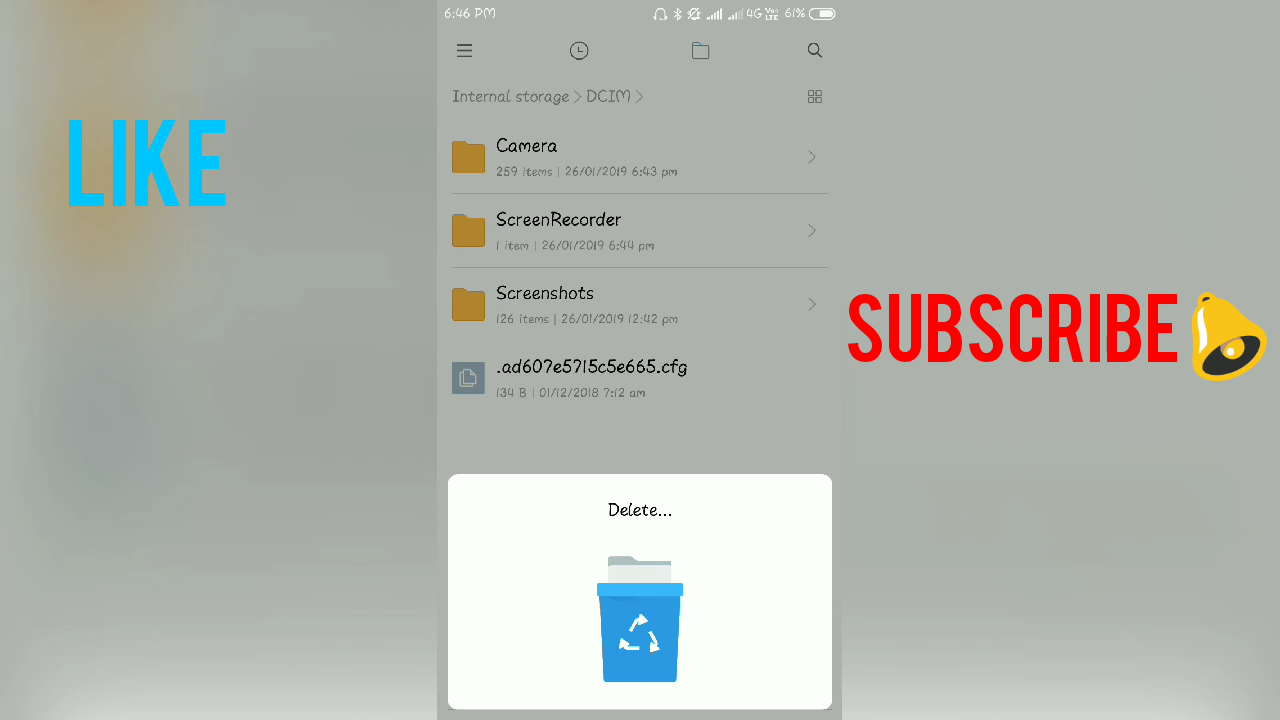 6:46 PM
4G Vo LTE 61%
Internal storage > DCIM >
Camera
259 items | 26/01/2019 6:43 pm
LIKE
ScreenRecorder
1 item | 26/01/2019 6:44 pm
Screenshots
126 items | 26/01/2019 12:42 pm
SUBSCRIBE
.ad607e5715c5e665.cfg
134 B | 01/12/2018 7:12 am
Delete...